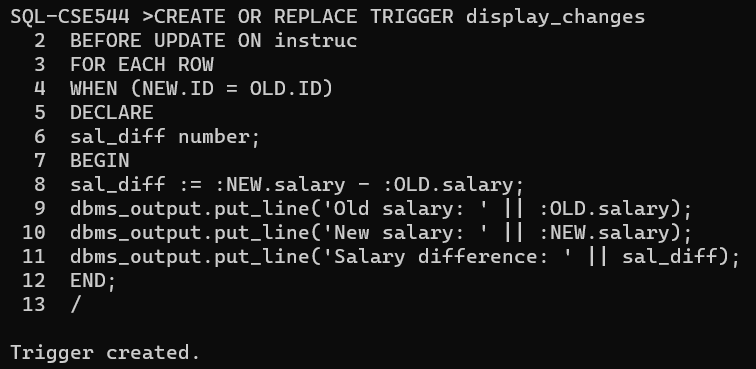 SQL-CSE544 >CREATE OR REPLACE TRIGGER display_changes
  2  BEFORE UPDATE ON instruc
  3  FOR EACH ROW
  4  WHEN (NEW.ID = OLD.ID)
  5  DECLARE
  6  sal_diff number;
  7  BEGIN
  8  sal_diff := :NEW.salary - :OLD.salary;
  9  dbms_output.put_line('Old salary: ' || :OLD.salary);
 10  dbms_output.put_line('New salary: ' || :NEW.salary);
 11  dbms_output.put_line('Salary difference: ' || sal_diff);
 12  END;
 13  /
Trigger created.